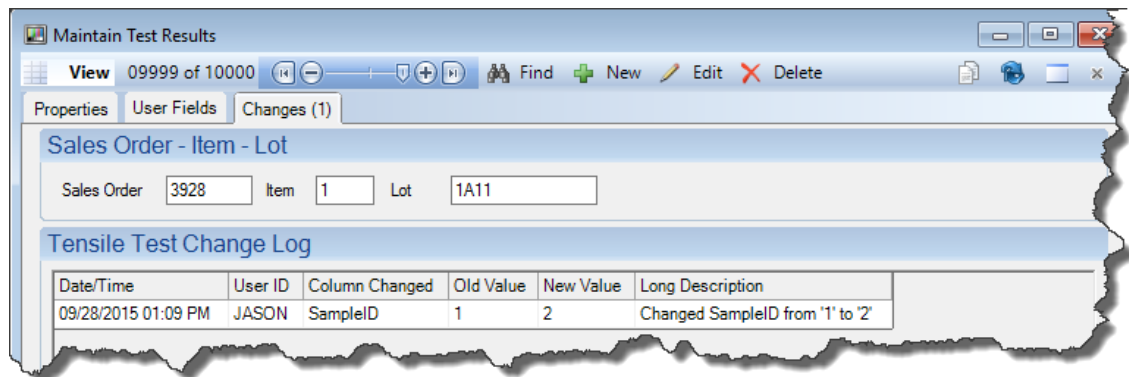 Maintain Test Results
View 09999 of 10000 Find New Edit Delete
Properties User Fields Changes (1)
Sales Order - Item - Lot
Sales Order 3928 Item 1 Lot 1A11
Tensile Test Change Log
Date/Time User ID Column Changed Old Value New Value Long Description
09/28/2015 01:09 PM JASON SampleID 1 2 Changed SampleID from '1' to '2'